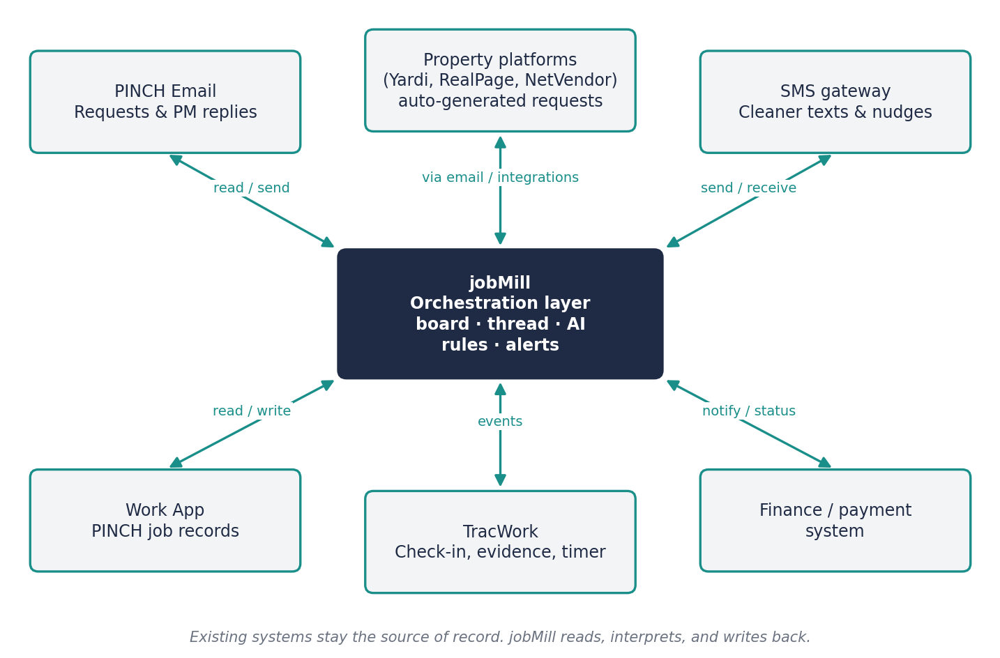 PINCH Email
Requests & PM replies
Property platforms
(Yardi, RealPage, NetVendor)
auto-generated requests
SMS gateway
Cleaner texts & nudges
read / send
via email / integrations
send / receive
jobMill
Orchestration layer
board · thread · AI
rules · alerts
read / write
events
notify / status
Work App
PINCH job records
TracWork
Check-in, evidence, timer
Finance / payment
system
Existing systems stay the source of record. jobMill reads, interprets, and writes back.